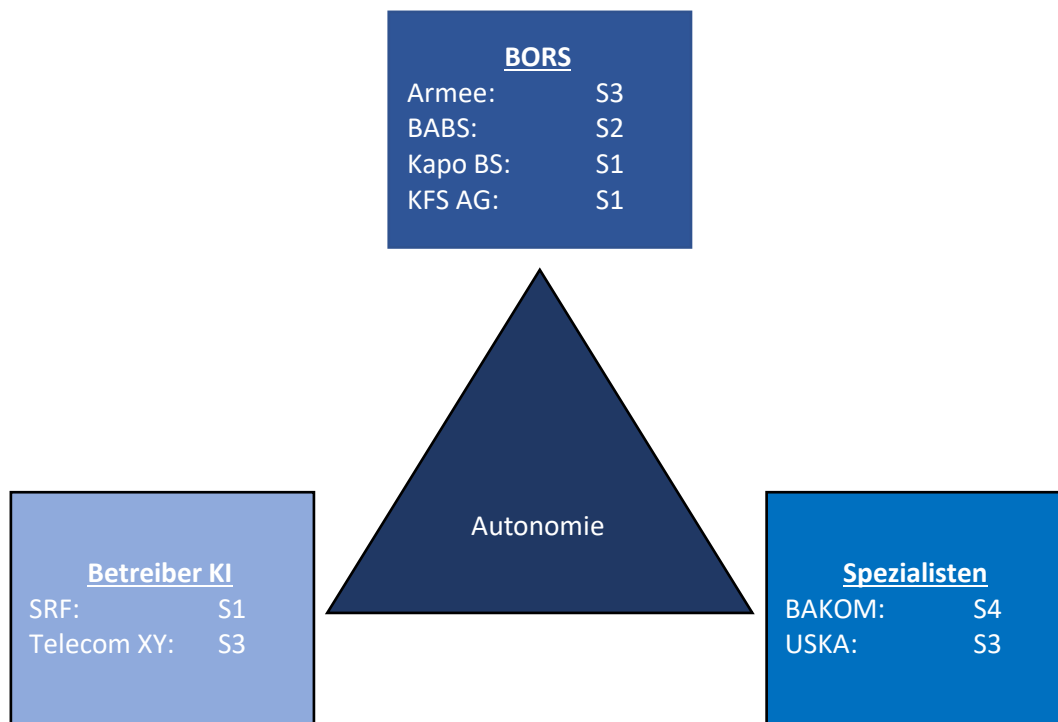 BORS
Armee: S3
BABS: S2
Kapo BS: S1
KFS AG: S1
Autonomie
Betreiber KI
SRF: S1
Telecom XY: S3
Spezialisten
BAKOM: S4
USKA: S3